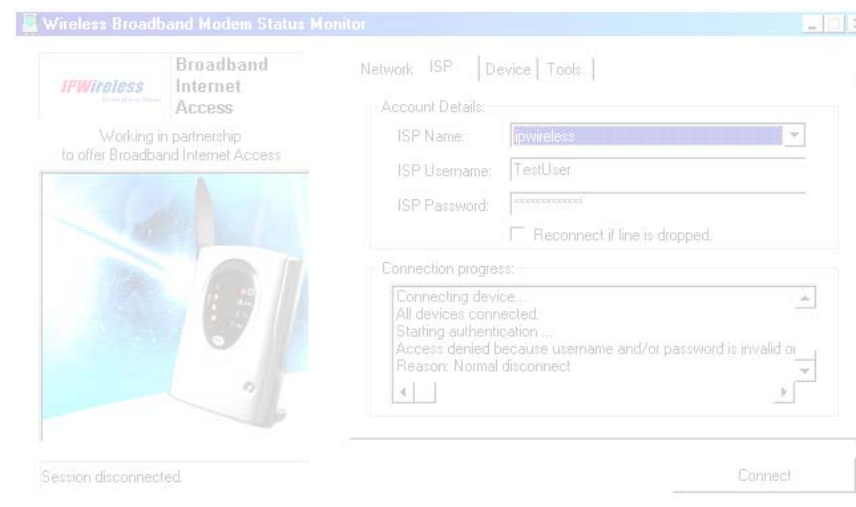 Wireless Broadband Modem Status Monitor
IPWireless
Broadband
Internet
Access
Working in partnership
to offer Broadband Internet Access
Network ISP Device Tools
Account Details:
ISP Name: ipwireless
ISP Username: TestUser
ISP Password: ************
Reconnect if line is dropped.
Connection progress:
Connecting device..
All devices connected.
Starting authentication ...
Access denied because username and/or password is invalid or
Reason: Normal disconnect
Session disconnected.
Connect